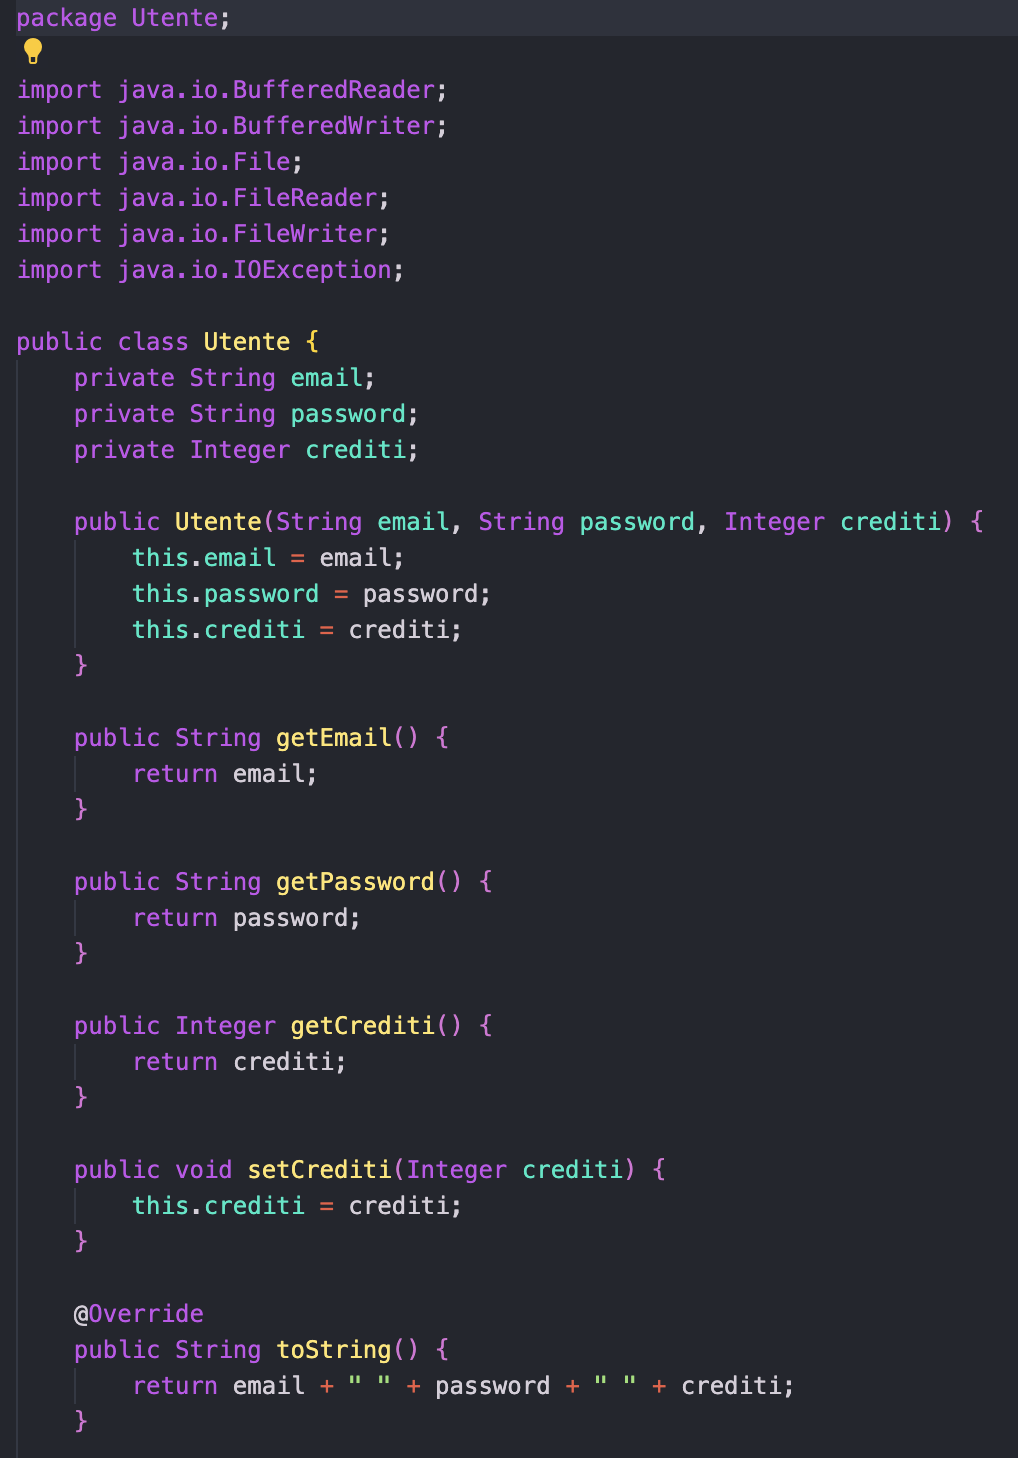 package Utente;
import java.io.BufferedReader;
import java.io.BufferedWriter;
import java.io.File;
import java.io.FileReader;
import java.io.FileWriter;
import java.io.IOException;
public class Utente {
    private String email;
    private String password;
    private Integer crediti;
    public Utente(String email, String password, Integer crediti) {
        this.email = email;
        this.password = password;
        this.crediti = crediti;
    }
    public String getEmail() {
        return email;
    }
    public String getPassword() {
        return password;
    }
    public Integer getCrediti() {
        return crediti;
    }
    public void setCrediti(Integer crediti) {
        this.crediti = crediti;
    }
    @Override
    public String toString() {
        return email + " " + password + " " + crediti;
    }